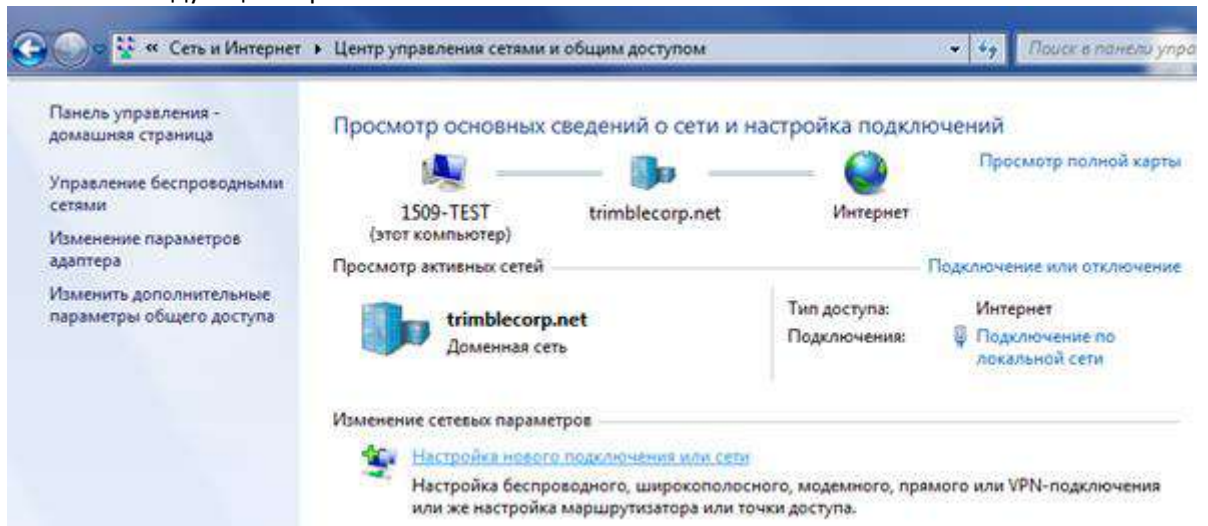 « Сеть и Интернет ▸ Центр управления сетями и общим доступом
Поиск в панели упра
Панель управления -
домашняя страница
Управление беспроводными
сетями
Изменение параметров
адаптера
Изменить дополнительные
параметры общего доступа
Просмотр основных сведений о сети и настройка подключений
Просмотр полной карты
1509-TEST
(этот компьютер)
trimblecorp.net
Интернет
Просмотр активных сетей
Подключение или отключение
trimblecorp.net
Доменная сеть
Тип доступа: Интернет
Подключения: Подключение по
локальной сети
Изменение сетевых параметров
Настройка нового подключения или сети
Настройка беспроводного, широкополосного, модемного, прямого или VPN-подключения
или же настройка маршрутизатора или точки доступа.